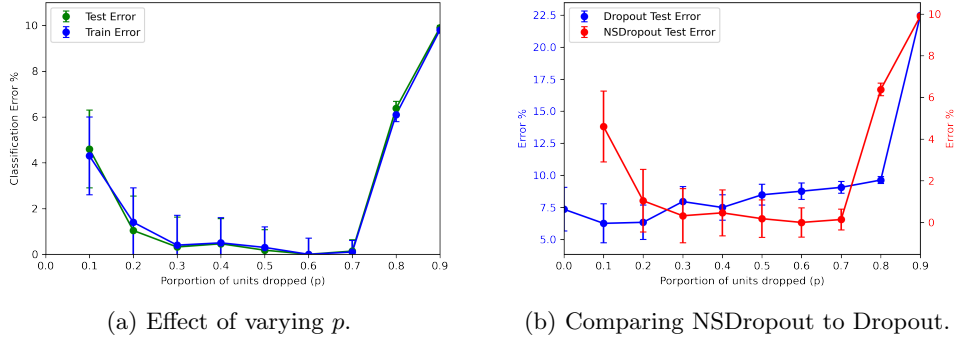 Test Error
Train Error
Classification Error %
10
8
6
4
2
0
0.0 0.1 0.2 0.3 0.4 0.5 0.6 0.7 0.8 0.9
Porportion of units dropped (p)
(a) Effect of varying p.
Dropout Test Error
NSDropout Test Error
Error %
22.5
20.0
17.5
15.0
12.5
10.0
7.5
5.0
0.0 0.1 0.2 0.3 0.4 0.5 0.6 0.7 0.8 0.9
Porportion of units dropped (p)
10
8
6
4
2
0
Error %
(b) Comparing NSDropout to Dropout.